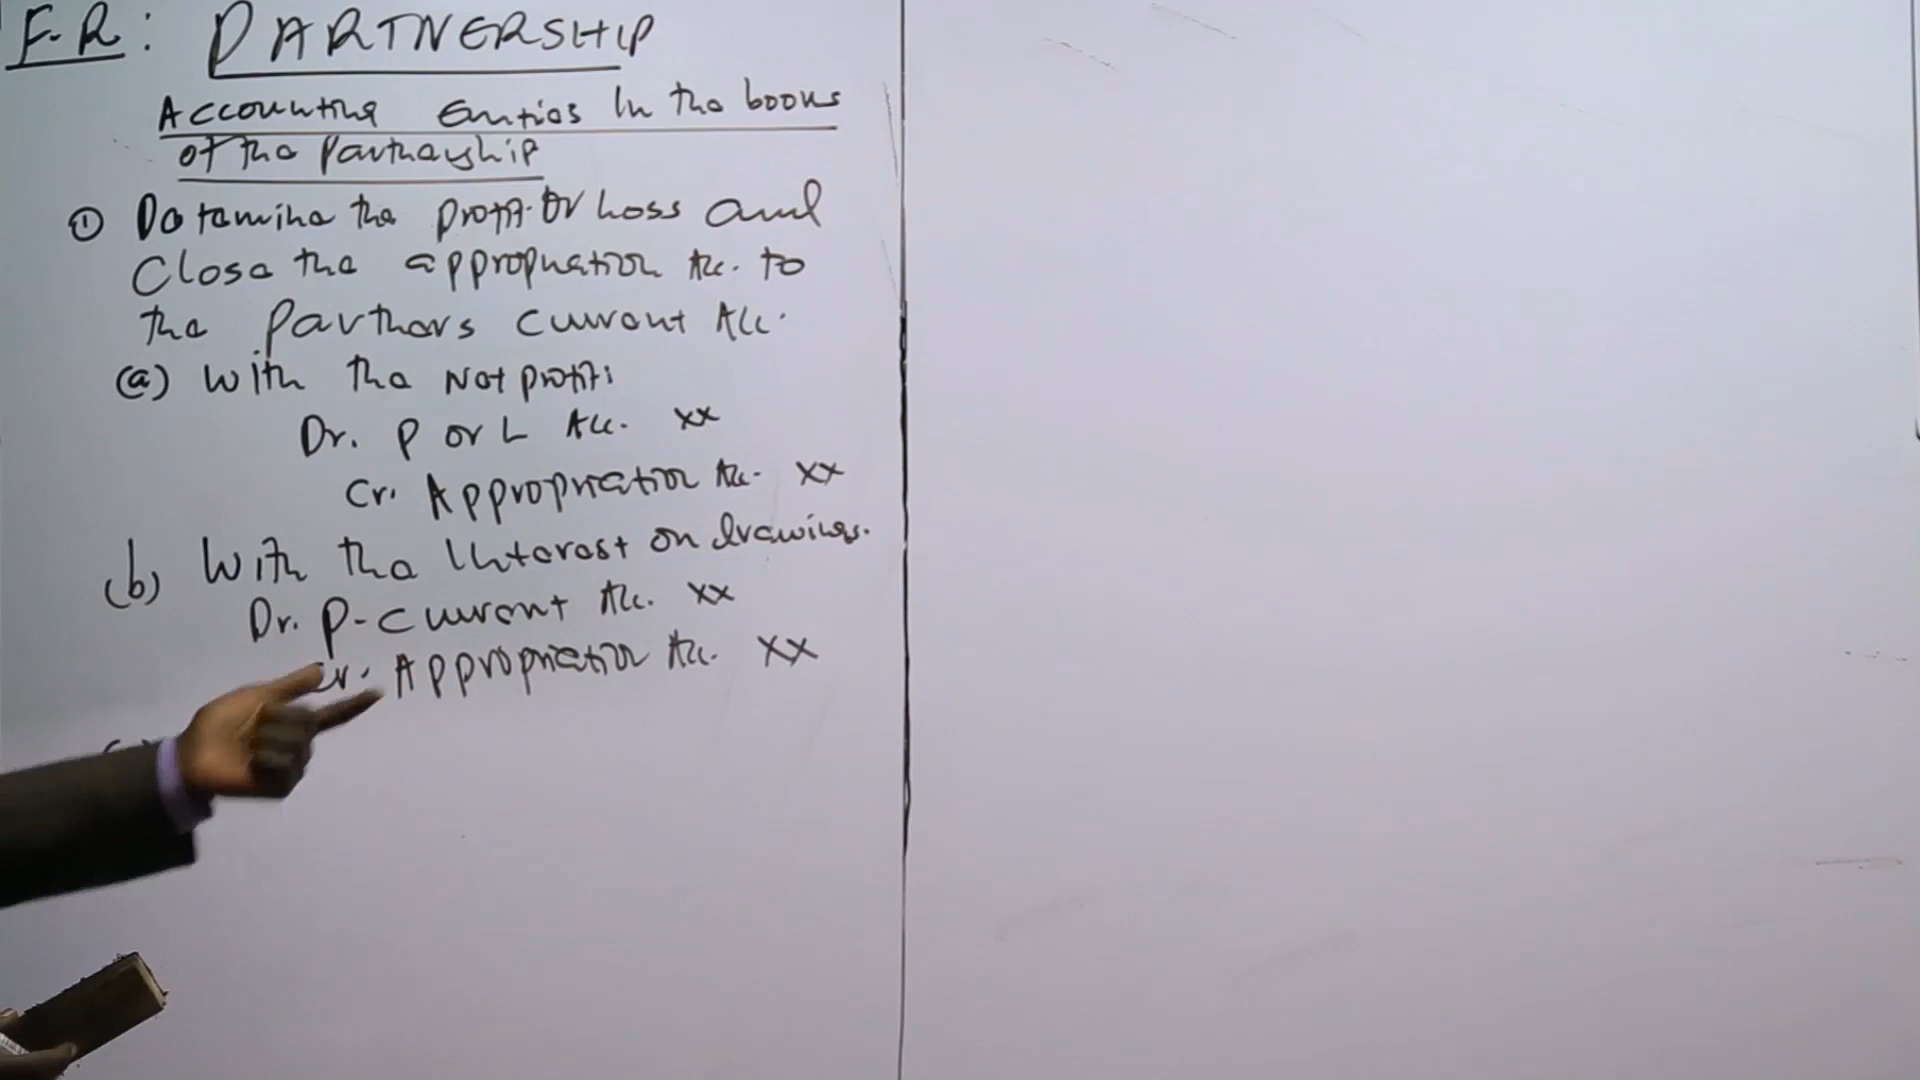 F.R: PARTNERSHIP
Accounting Entries In the books
of the Partnership
① Determine the profit or Loss and
Close the appropriation Acc. to
the Partners Current Acc.
(a) With the Net profit:
Dr. P or L Acc. xx
Cr. Appropriation Acc. xx
(b) With the Interest on drawings.
Dr. P-Current Acc. xx
Cr. Appropriation Acc. xx